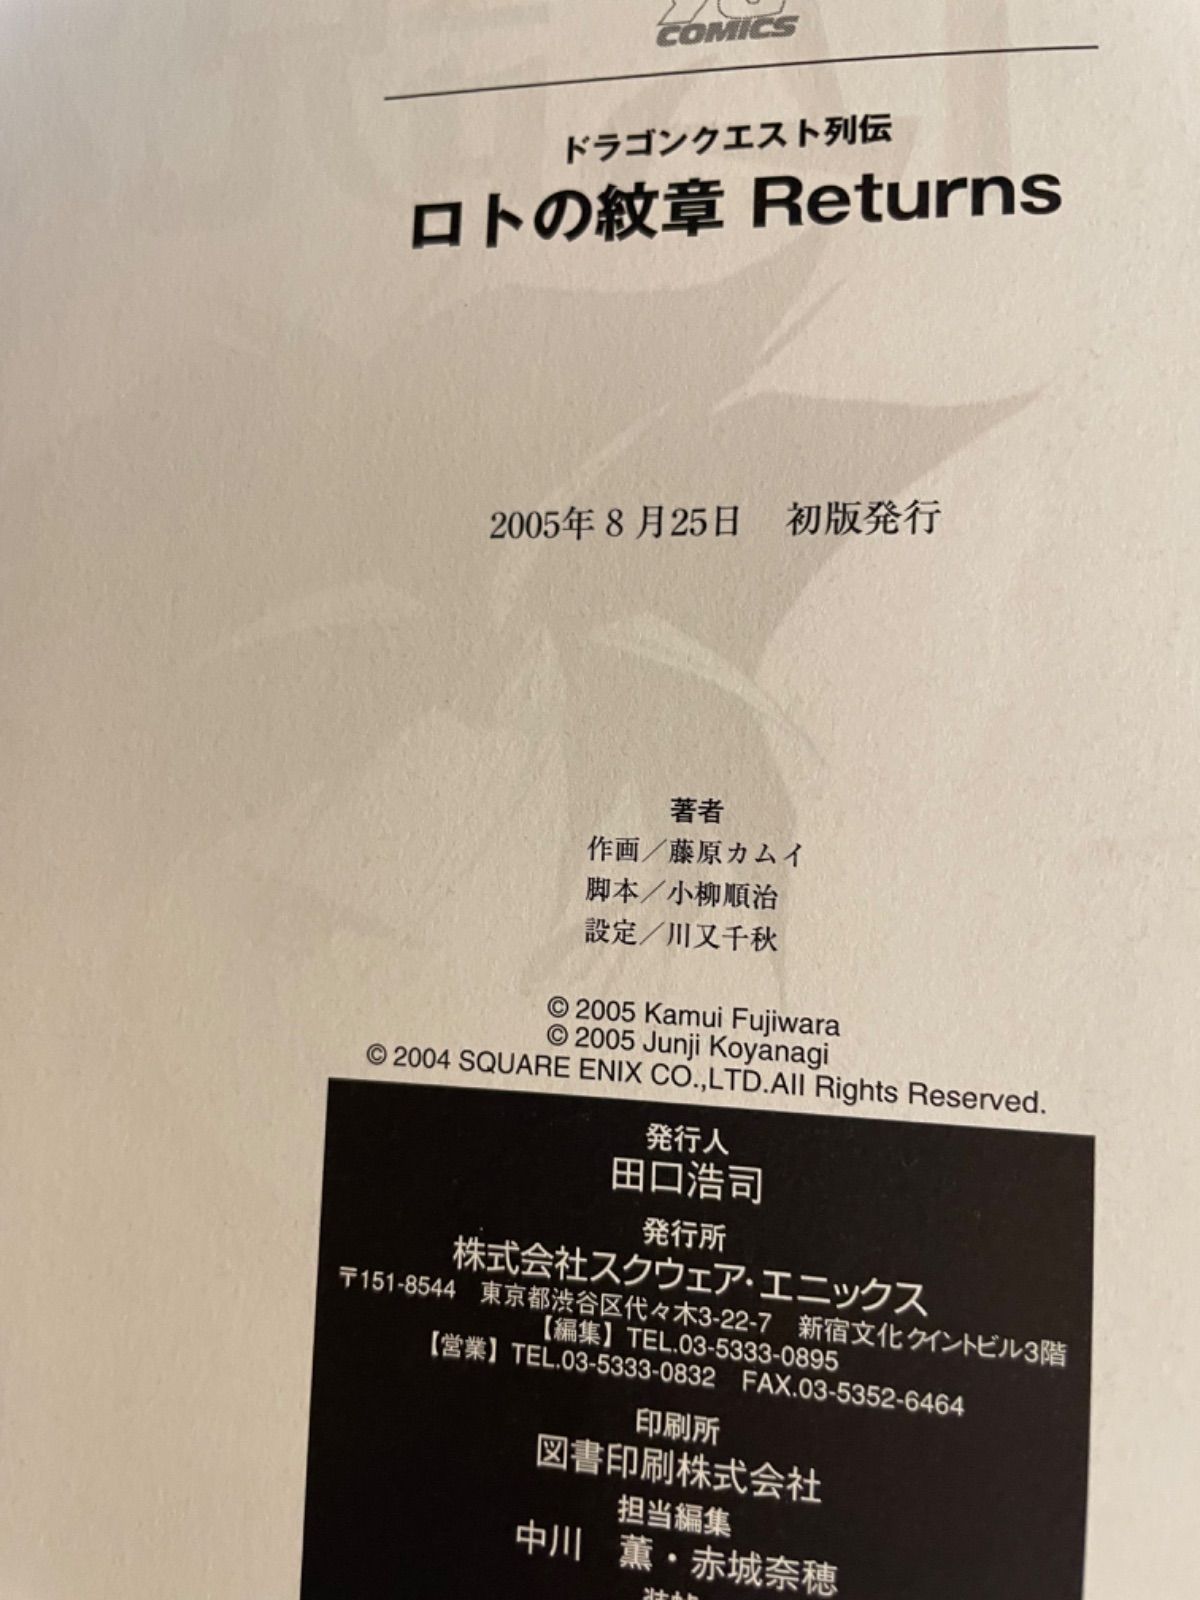 COMICS
ドラゴンクエスト列伝
ロトの紋章 Returns
2005年8月25日 初版発行
著者
作画／藤原カムイ
脚本／小柳順治
設定／川又千秋
© 2005 Kamui Fujiwara
© 2005 Junji Koyanagi
© 2004 SQUARE ENIX CO.,LTD.All Rights Reserved.
発行人
田口浩司
発行所
株式会社スクウェア・エニックス
〒151-8544 東京都渋谷区代々木3-22-7 新宿文化クイントビル3階
【編集】TEL.03-5333-0895
【営業】TEL.03-5333-0832 FAX.03-5352-6464
印刷所
図書印刷株式会社
担当編集
中川 薫・赤城奈穂